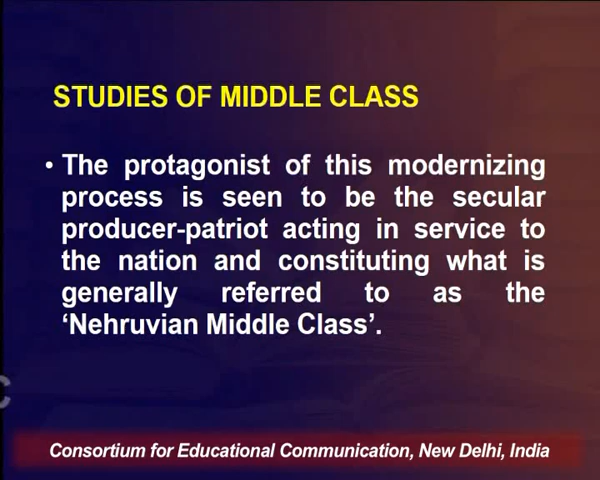 STUDIES OF MIDDLE CLASS
• The protagonist of this modernizing
process is seen to be the secular
producer-patriot acting in service to
the nation and constituting what is
generally referred to as the
‘Nehruvian Middle Class’.
C
Consortium for Educational Communication, New Delhi, India